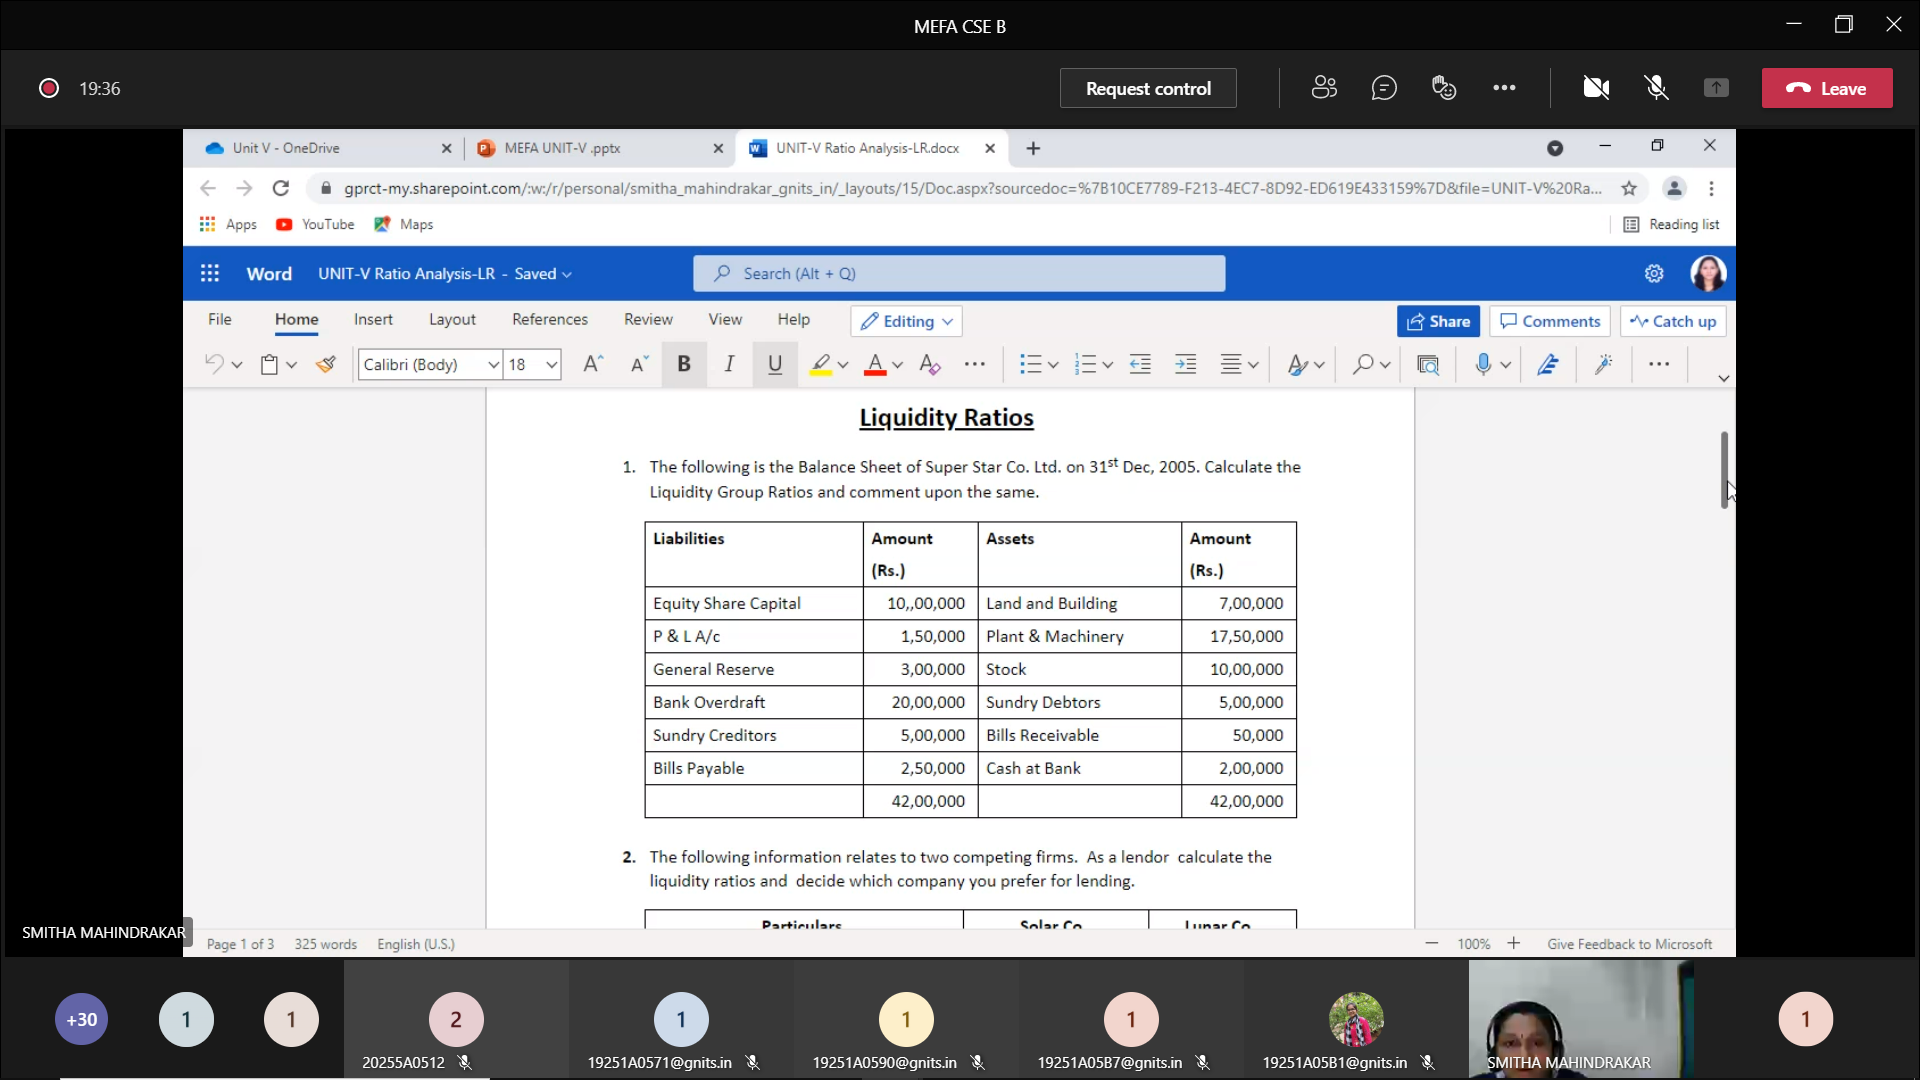 MEFA CSE B
19:36
Request control
Leave
Unit V - OneDrive
MEFA UNIT-V .pptx
UNIT-V Ratio Analysis-LR.docx
gprct-my.sharepoint.com/:w:/r/personal/smitha_mahindrakar_gnits_in/_layouts/15/Doc.aspx?sourcedoc=%7B10CE7789-F213-4EC7-8D92-ED619E433159%7D&file=UNIT-V%20Ra...
Apps
YouTube
Maps
Reading list
Word
UNIT-V Ratio Analysis-LR - Saved
Search (Alt + Q)
File Home Insert Layout References Review View Help
Editing
Share
Comments
Catch up
Calibri (Body) 18
Liquidity Ratios
1. The following is the Balance Sheet of Super Star Co. Ltd. on 31st Dec, 2005. Calculate the
Liquidity Group Ratios and comment upon the same.
Liabilities Amount (Rs.) Assets Amount (Rs.)
Equity Share Capital 10,,00,000 Land and Building 7,00,000
P & L A/c 1,50,000 Plant & Machinery 17,50,000
General Reserve 3,00,000 Stock 10,00,000
Bank Overdraft 20,00,000 Sundry Debtors 5,00,000
Sundry Creditors 5,00,000 Bills Receivable 50,000
Bills Payable 2,50,000 Cash at Bank 2,00,000
42,00,000 42,00,000
2. The following information relates to two competing firms. As a lendor calculate the
liquidity ratios and decide which company you prefer for lending.
Particulars Solar Co Lunar Co
SMITHA MAHINDRAKAR
Page 1 of 3 325 words English (U.S.)
100% Give Feedback to Microsoft
+30 1 1 2 1 1 1 1
20255A0512
19251A0571@gnits.in
19251A0590@gnits.in
19251A05B7@gnits.in
19251A05B1@gnits.in
SMITHA MAHINDRAKAR